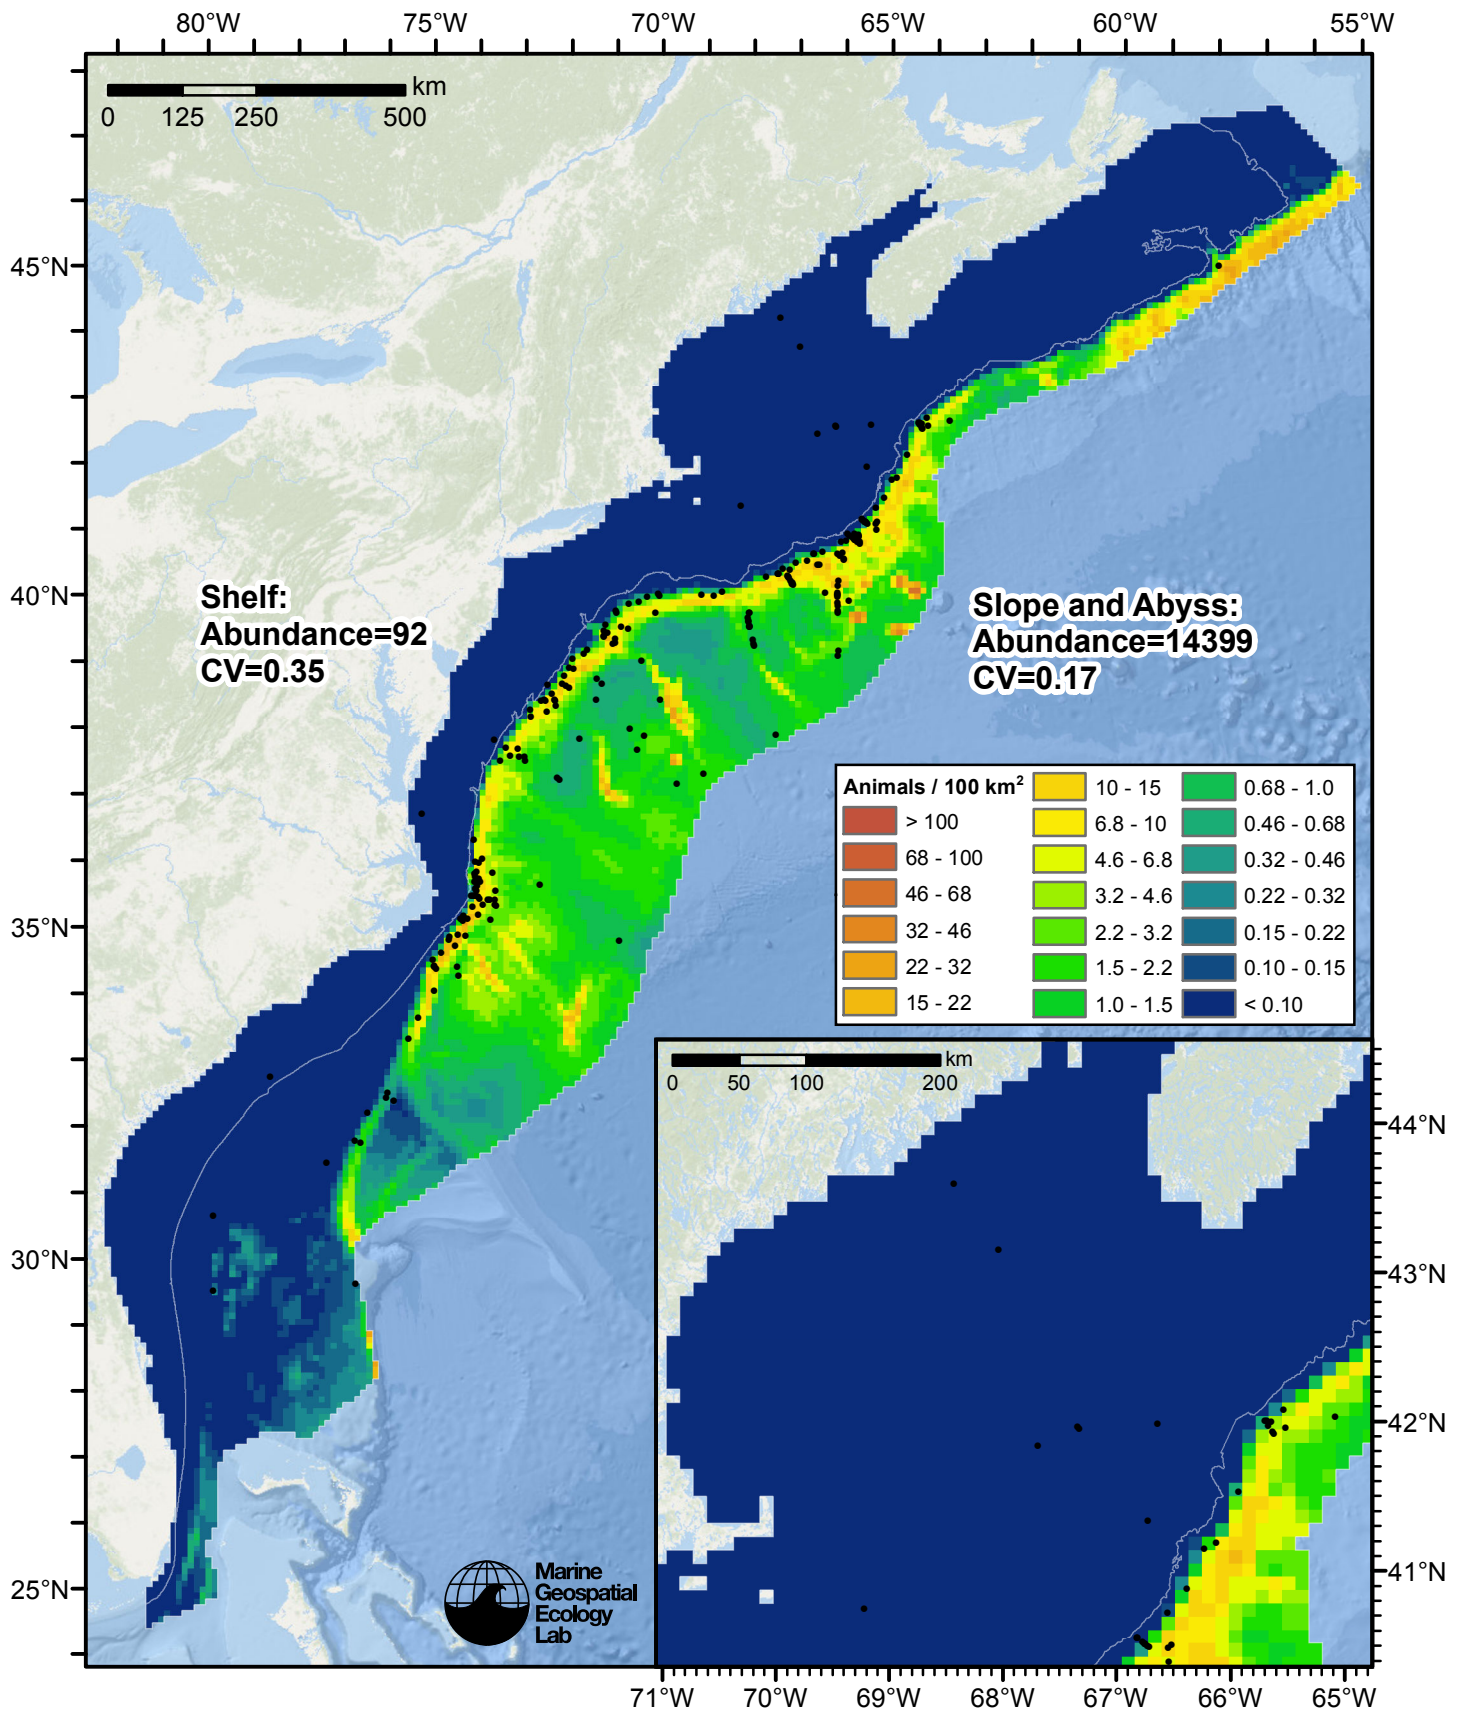 80°W 75°W 70°W 65°W 60°W 55°W
km
0 125 250 500
45°N
40°N
35°N
30°N
25°N
Shelf:
Abundance=92
CV=0.35
Slope and Abyss:
Abundance=14399
CV=0.17
Animals / 100 km²
> 100
68 - 100
46 - 68
32 - 46
22 - 32
15 - 22
10 - 15
6.8 - 10
4.6 - 6.8
3.2 - 4.6
2.2 - 3.2
1.5 - 2.2
1.0 - 1.5
0.68 - 1.0
0.46 - 0.68
0.32 - 0.46
0.22 - 0.32
0.15 - 0.22
0.10 - 0.15
< 0.10
km
0 50 100 200
44°N
43°N
42°N
41°N
Marine
Geospatial
Ecology
Lab
71°W 70°W 69°W 68°W 67°W 66°W 65°W